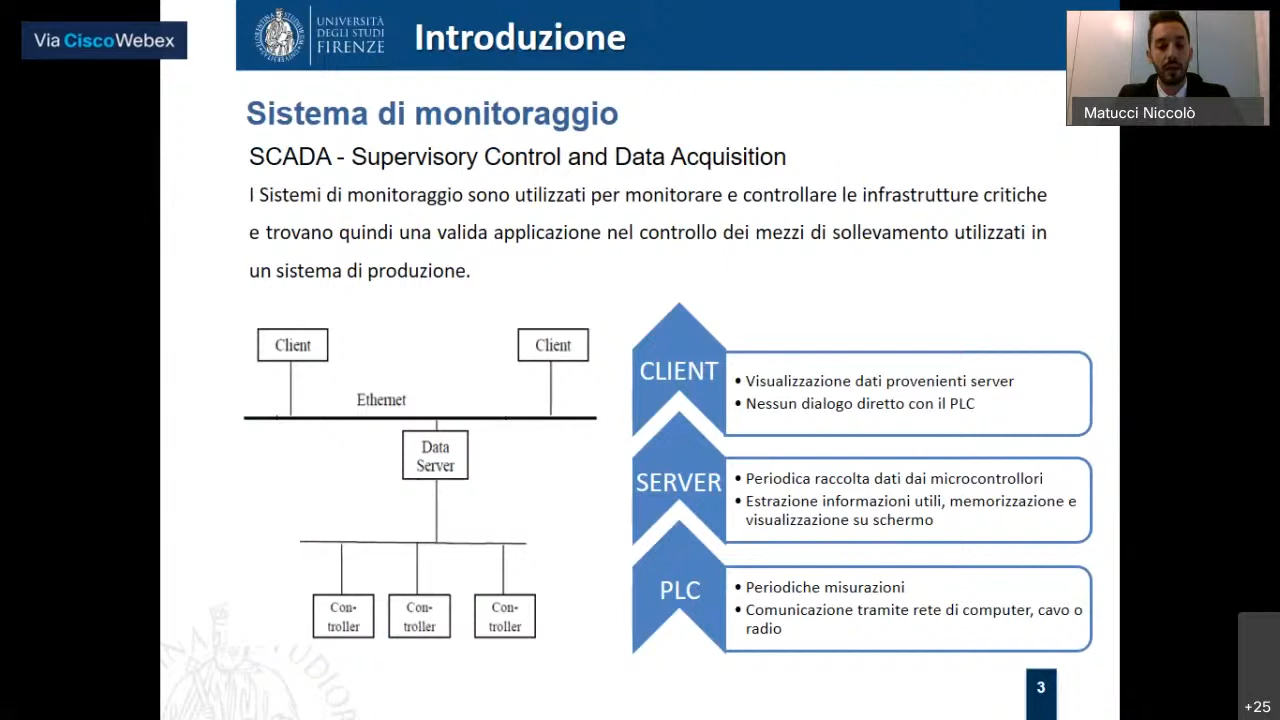 Via CiscoWebex
UNIVERSITÀ
DEGLI STUDI
FIRENZE
Introduzione
Matucci Niccolò
Sistema di monitoraggio
SCADA - Supervisory Control and Data Acquisition
I Sistemi di monitoraggio sono utilizzati per monitorare e controllare le infrastrutture critiche
e trovano quindi una valida applicazione nel controllo dei mezzi di sollevamento utilizzati in
un sistema di produzione.
Client
Client
Ethernet
Data
Server
Con-
troller
Con-
troller
Con-
troller
CLIENT
• Visualizzazione dati provenienti server
• Nessun dialogo diretto con il PLC
SERVER
• Periodica raccolta dati dai microcontrollori
• Estrazione informazioni utili, memorizzazione e
visualizzazione su schermo
PLC
• Periodiche misurazioni
• Comunicazione tramite rete di computer, cavo o
radio
3
+25